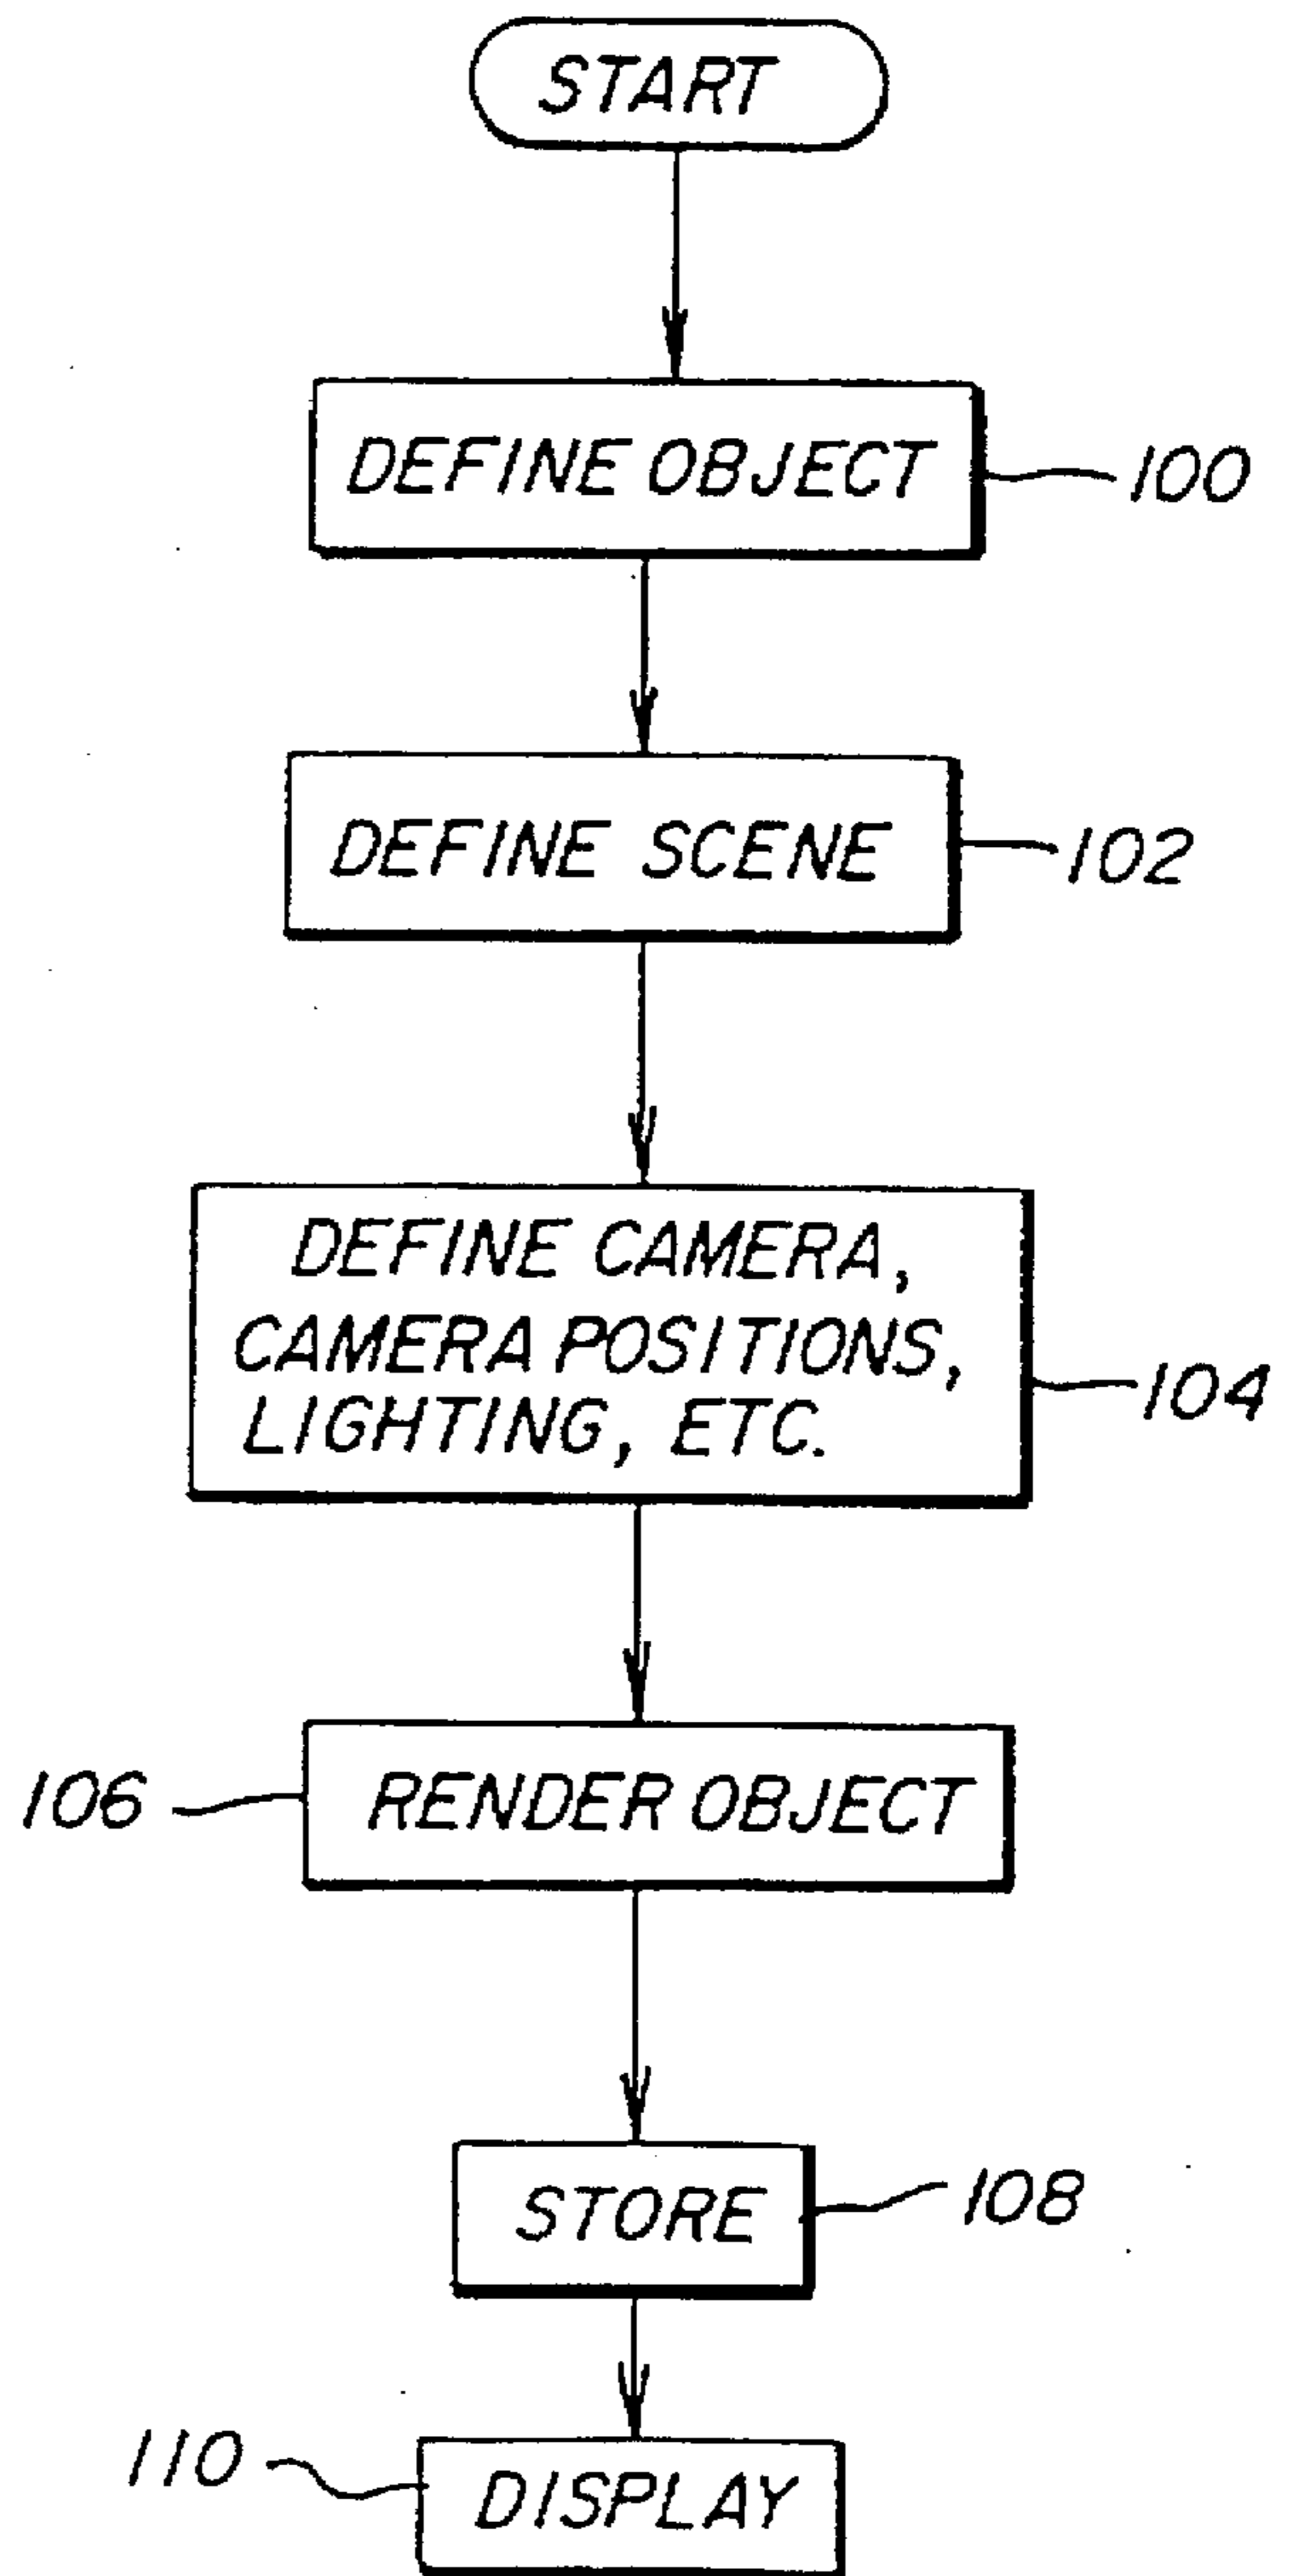 START
DEFINE OBJECT
100
DEFINE SCENE
102
DEFINE CAMERA,
CAMERA POSITIONS,
LIGHTING, ETC.
104
106
RENDER OBJECT
STORE
108
110
DISPLAY